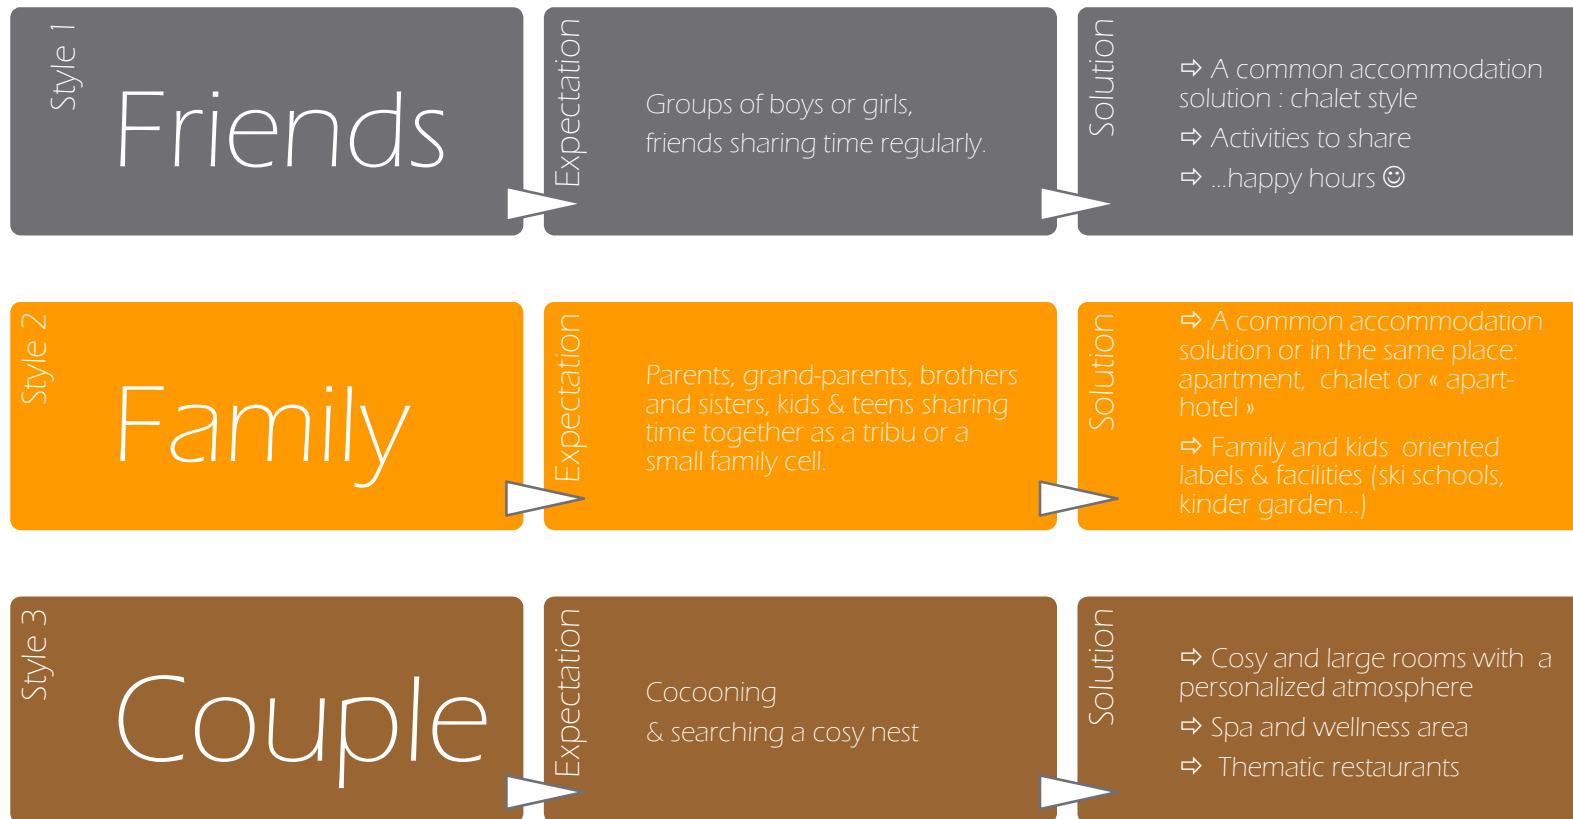 Style 1
Friends
Expectation
Groups of boys or girls,
friends sharing time regularly.
Solution
⇨ A common accommodation
solution : chalet style
⇨ Activities to share
⇨ ...happy hours ☺
Style 2
Family
Expectation
Parents, grand-parents, brothers
and sisters, kids & teens sharing
time together as a tribu or a
small family cell.
Solution
⇨ A common accommodation
solution or in the same place:
apartment, chalet or « apart-
hotel »
⇨ Family and kids oriented
labels & facilities (ski schools,
kinder garden...)
Style 3
Couple
Expectation
Cocooning
& searching a cosy nest
Solution
⇨ Cosy and large rooms with a
personalized atmosphere
⇨ Spa and wellness area
⇨ Thematic restaurants